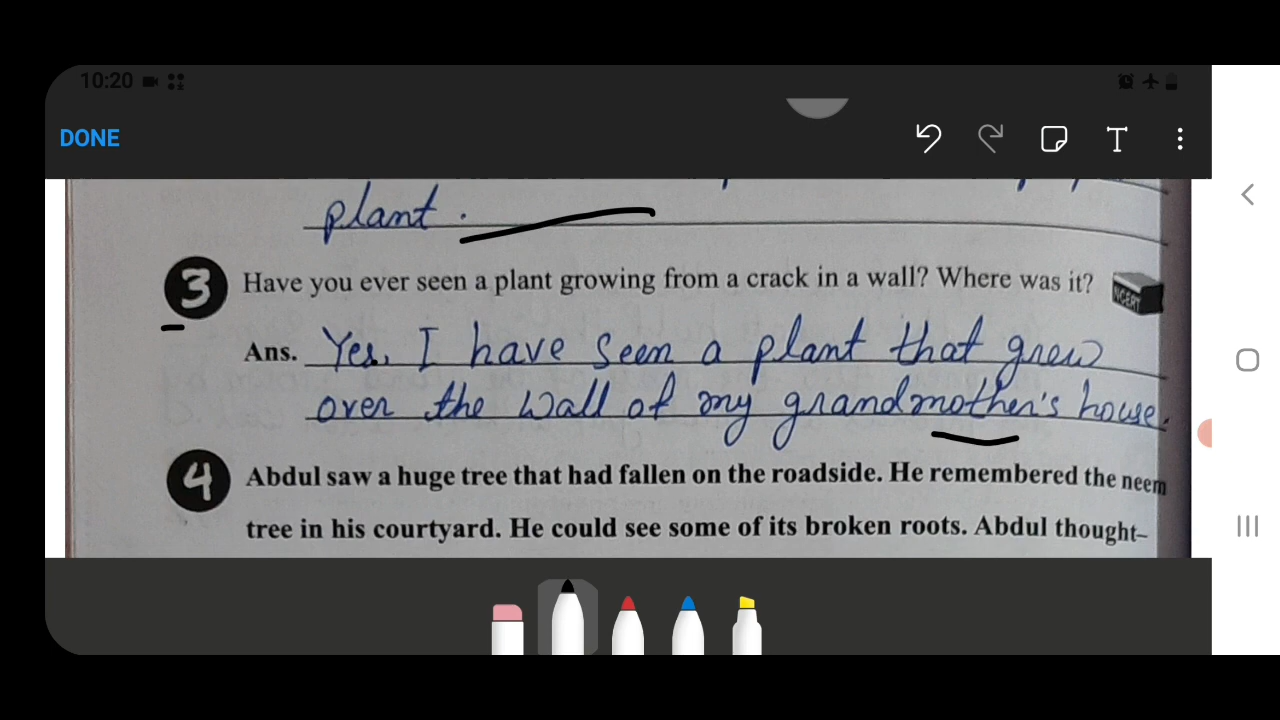 10:20
DONE
T
plant.
3 Have you ever seen a plant growing from a crack in a wall? Where was it? NCERT
Ans. Yes, I have seen a plant that grew
over the wall of my grandmother's house.
4 Abdul saw a huge tree that had fallen on the roadside. He remembered the neem
tree in his courtyard. He could see some of its broken roots. Abdul thought–